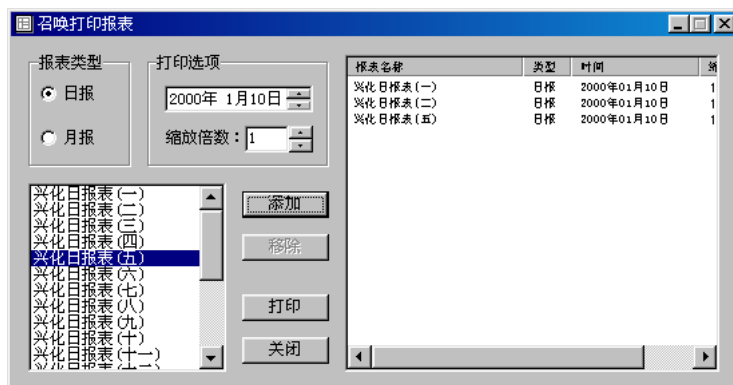 召唤打印报表
报表类型
日报
月报
打印选项
2000年 1月10日
缩放倍数：1
兴化日报表(一)
兴化日报表(二)
兴化日报表(三)
兴化日报表(四)
兴化日报表(五)
兴化日报表(六)
兴化日报表(七)
兴化日报表(八)
兴化日报表(九)
兴化日报表(十)
兴化日报表(十一)
兴化日报表(十二)
添加
移除
打印
关闭
报表名称 类型 时间
兴化日报表(一) 日报 2000年01月10日 1
兴化日报表(二) 日报 2000年01月10日 1
兴化日报表(五) 日报 2000年01月10日 1